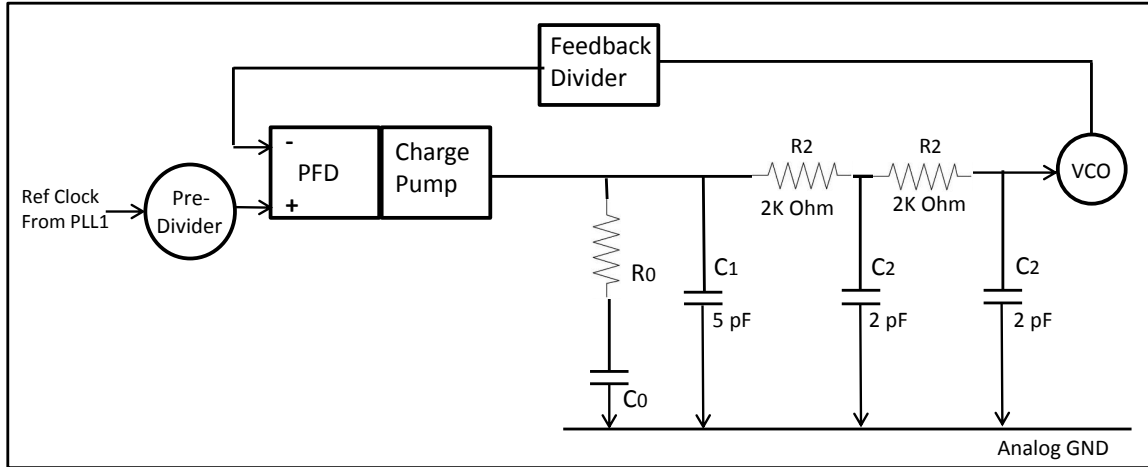 Feedback
Divider
R2
R2
-
Charge
Pump
PFD
VCO
Ref Clock
From PLL1
Pre-
Divider
+
2K Ohm
2K Ohm
R0
C1
C2
C2
5 pF
2 pF
2 pF
C0
Analog GND